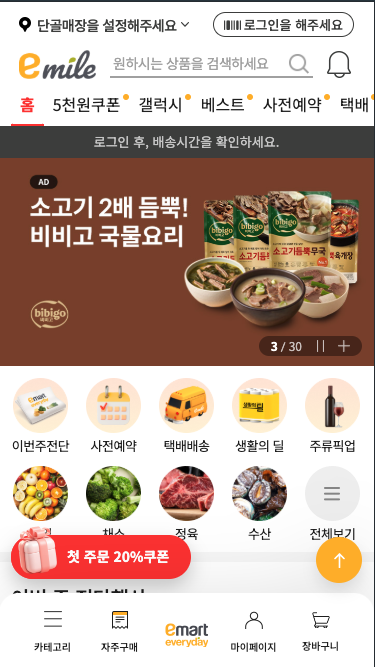 단골매장을 설정해주세요
로그인을 해주세요
emile
원하시는 상품을 검색하세요
홈 5천원쿠폰 갤럭시 베스트 사전예약 택배
로그인 후, 배송시간을 확인하세요.
AD
소고기 2배 듬뿍!
비비고 국물요리
bibigo
3 / 30
이번주전단 사전예약 택배배송 생활의 딜 주류픽업
채소 정육 수산 전체보기
첫 주문 20%쿠폰
카테고리 자주구매 emart everyday 마이페이지 장바구니